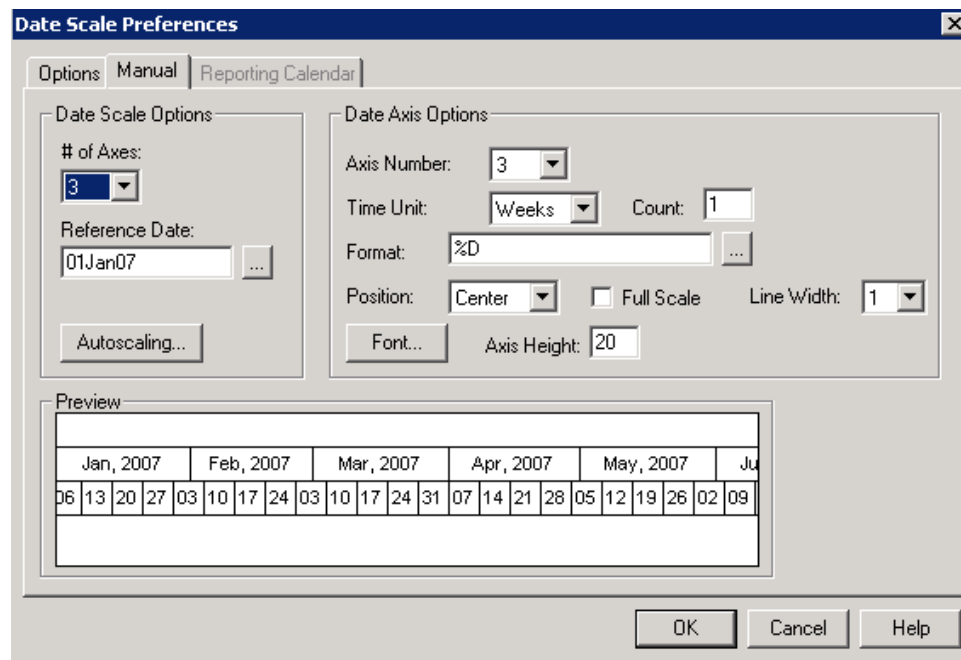 Date Scale Preferences
Options Manual Reporting Calendar
Date Scale Options
# of Axes:
3
Reference Date:
01Jan07 ...
Autoscaling...
Date Axis Options
Axis Number: 3
Time Unit: Weeks Count: 1
Format: %D ...
Position: Center Full Scale Line Width: 1
Font... Axis Height: 20
Preview
Jan, 2007 Feb, 2007 Mar, 2007 Apr, 2007 May, 2007 Ju
06 13 20 27 03 10 17 24 03 10 17 24 31 07 14 21 28 05 12 19 26 02 09
OK Cancel Help